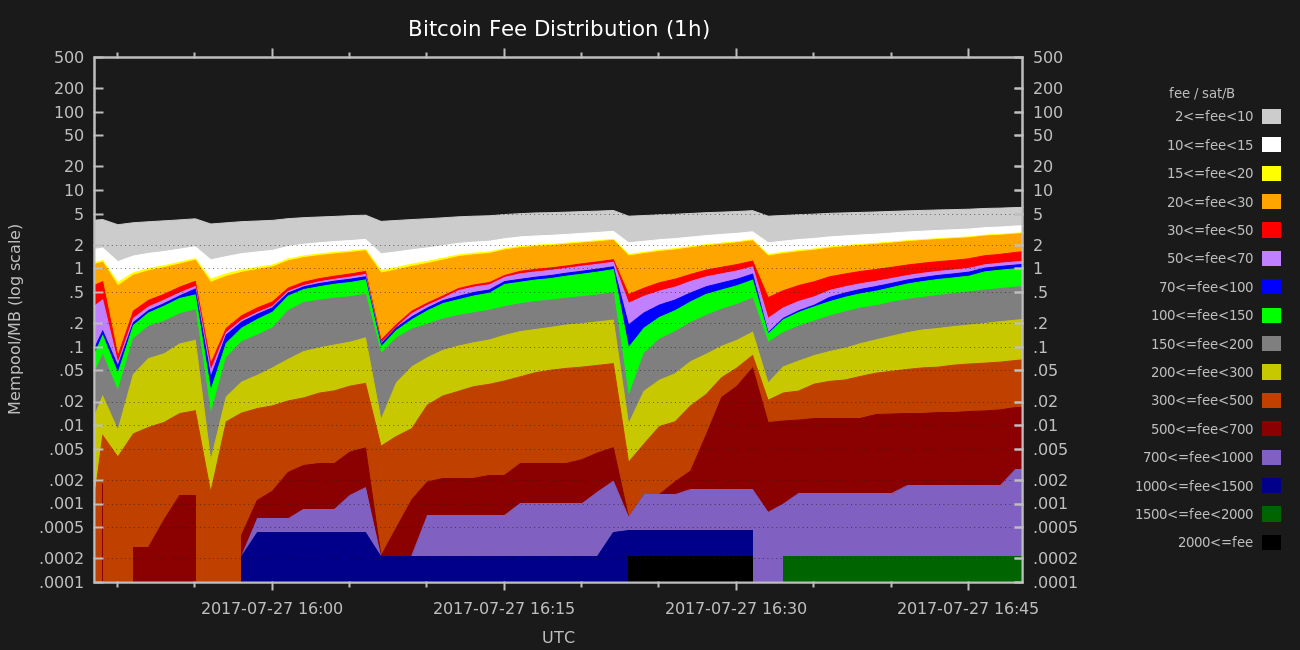 Bitcoin Fee Distribution (1h)
Mempool/MB (log scale)
500
200
100
50
20
10
5
2
1
.5
.2
.1
.05
.02
.01
.005
.002
.001
.0005
.0002
.0001
500
200
100
50
20
10
5
2
1
.5
.2
.1
.05
.02
.01
.005
.002
.001
.0005
.0002
.0001
2017-07-27 16:00
2017-07-27 16:15
2017-07-27 16:30
2017-07-27 16:45
UTC
fee / sat/B
2<=fee<10
10<=fee<15
15<=fee<20
20<=fee<30
30<=fee<50
50<=fee<70
70<=fee<100
100<=fee<150
150<=fee<200
200<=fee<300
300<=fee<500
500<=fee<700
700<=fee<1000
1000<=fee<1500
1500<=fee<2000
2000<=fee